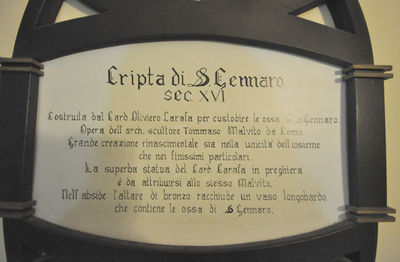 Cripta di S. Gennaro
sec XVI
Costruita dal Card Oliviero Carafa per custodire le ossa di S Gennaro.
Opera dell'arch. scultore Tommaso Malvito da Como.
Grande creazione rinascimentale sia nella unicità dell'insieme
che nei finissimi particolari.
La superba statua del Card Carafa in preghiera
è da attribuirsi allo stesso Malvito.
Nell'abside l'altare di bronzo racchiude un vaso longobardo
che contiene le ossa di S Gennaro.